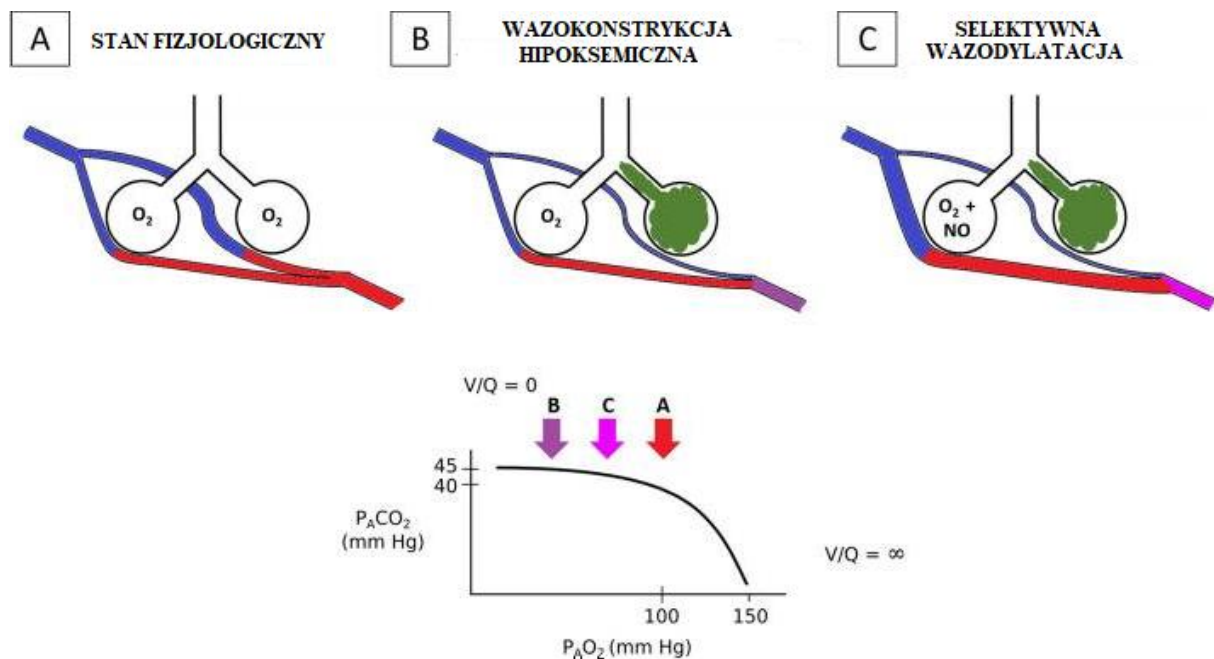 A
STAN FIZJOLOGICZNY
B
WAZOKONSTRYKCJA
HIPOKSEMICZNA
C
SELEKTYWNA
WAZODYLATACJA
O₂
O₂
O₂
O₂ +
NO
V/Q = 0
B
C
A
45
40
PACO₂
(mm Hg)
V/Q = ∞
100
150
PAO₂ (mm Hg)